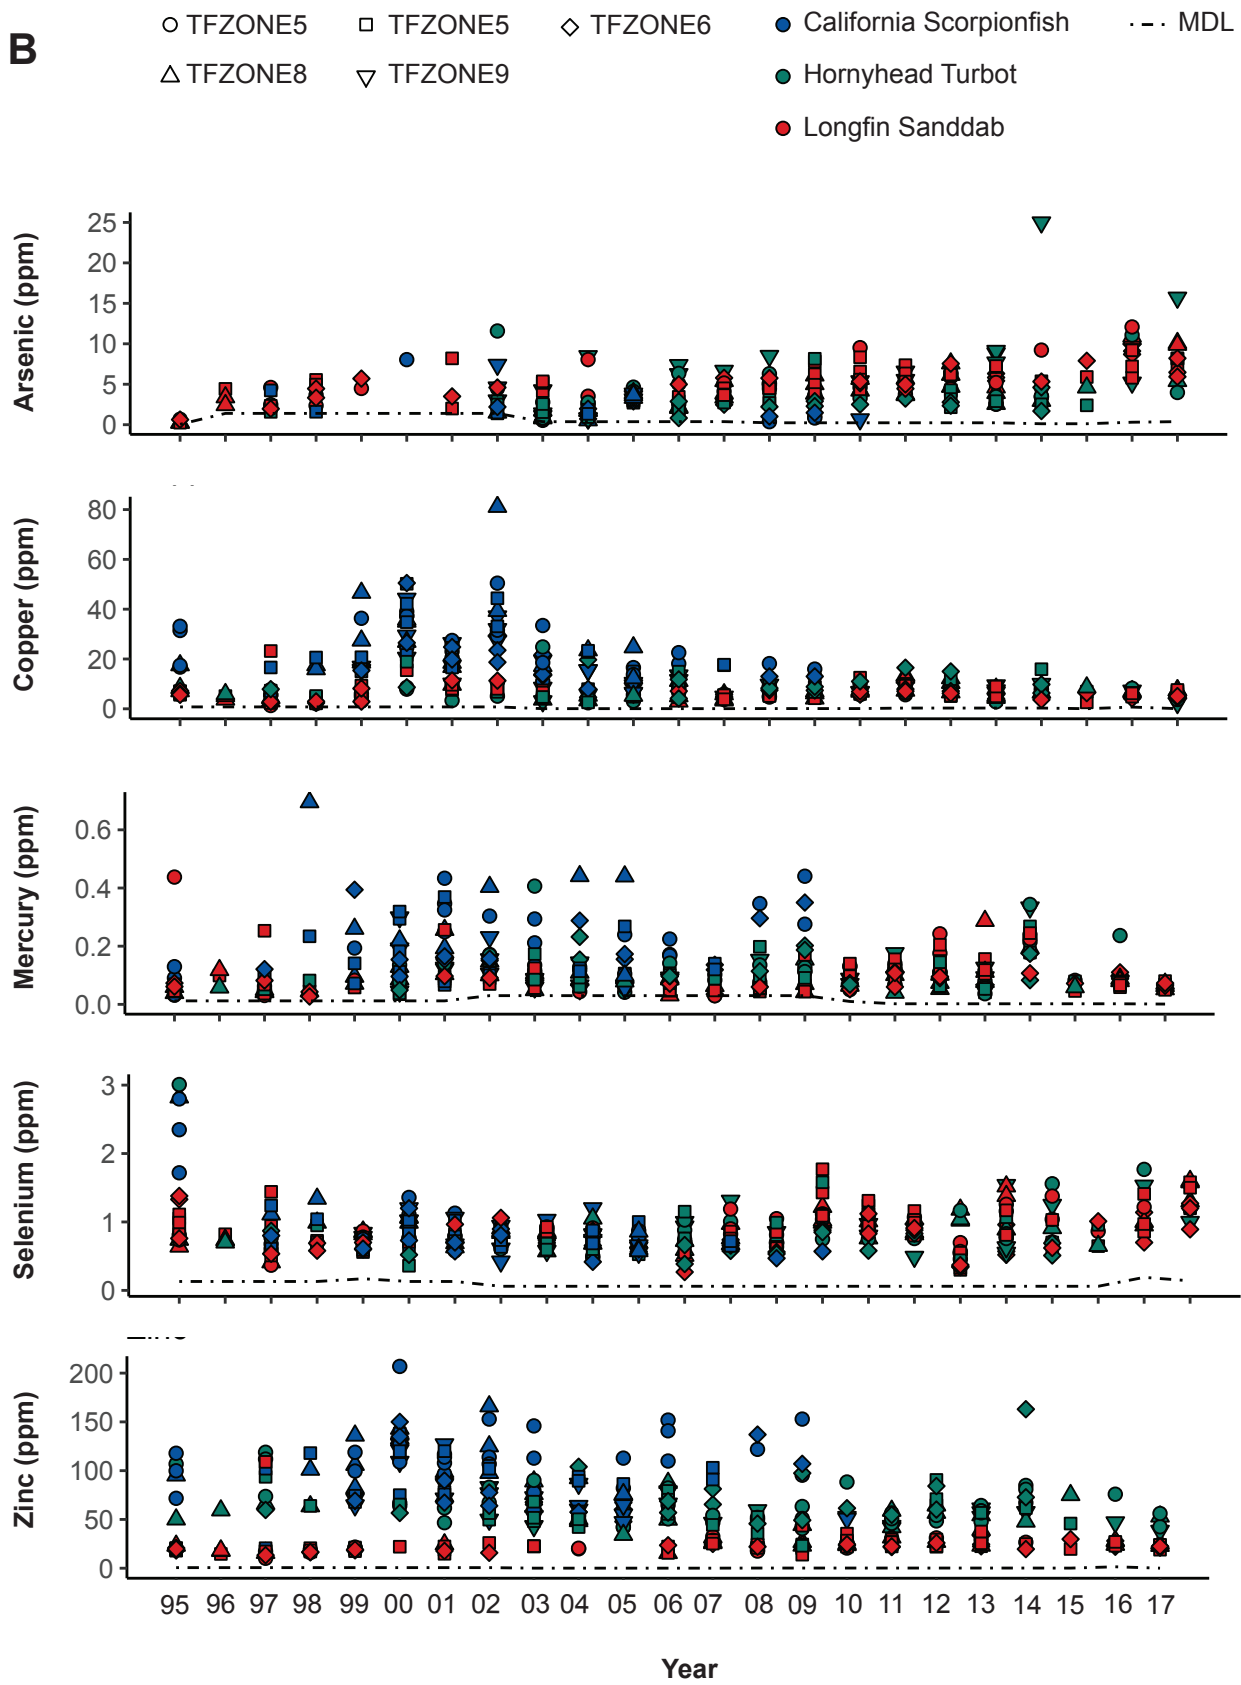 B
TFZONE5 TFZONE5 TFZONE6 California Scorpionfish MDL
TFZONE8 TFZONE9 Hornyhead Turbot
Longfin Sanddab
Arsenic (ppm)
25
20
15
10
5
0
Copper (ppm)
80
60
40
20
0
Mercury (ppm)
0.6
0.4
0.2
0.0
Selenium (ppm)
3
2
1
0
Zinc (ppm)
200
150
100
50
0
95 96 97 98 99 00 01 02 03 04 05 06 07 08 09 10 11 12 13 14 15 16 17
Year